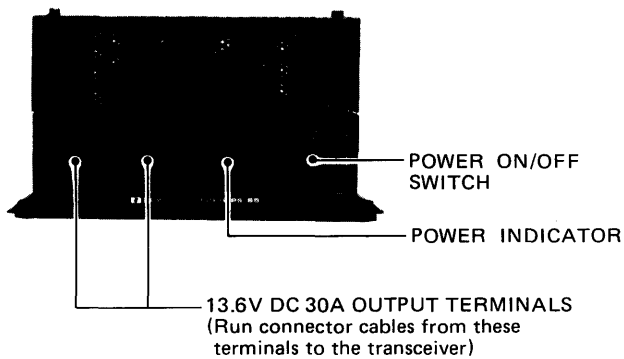 POWER ON/OFF
SWITCH
POWER INDICATOR
13.6V DC 30A OUTPUT TERMINALS
(Run connector cables from these
terminals to the transceiver)